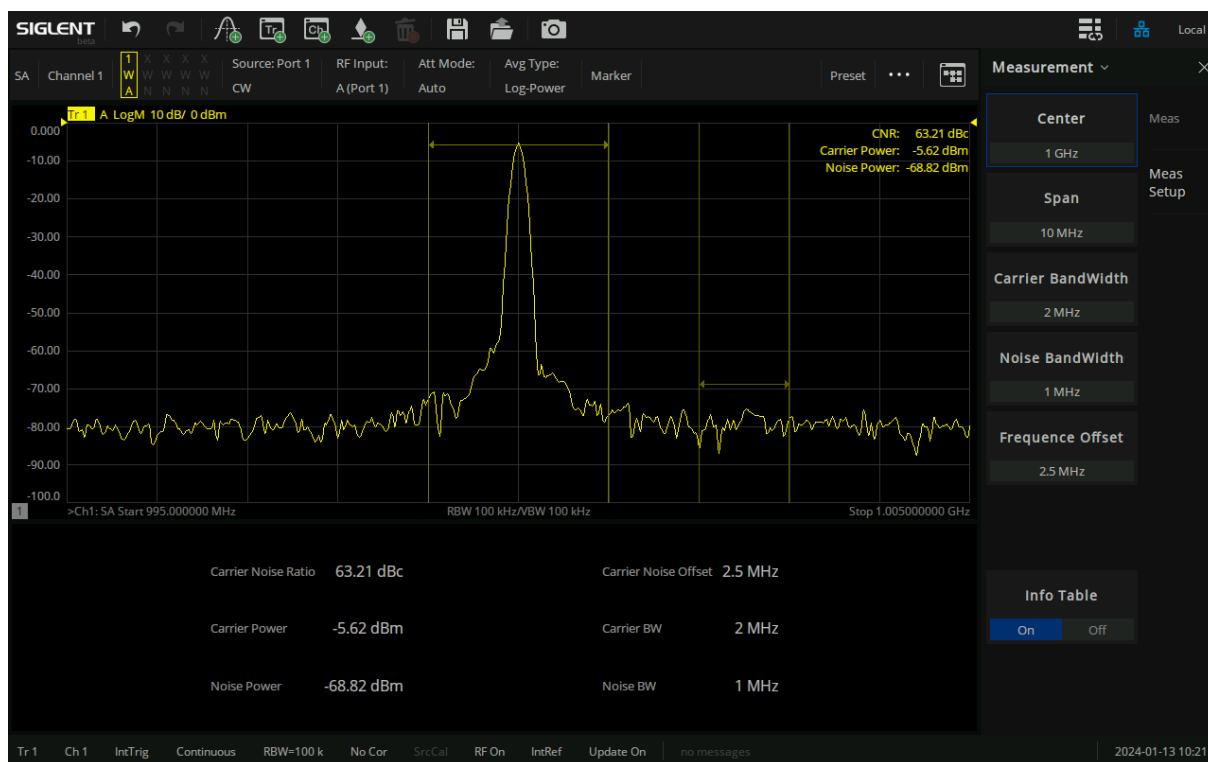 SIGLENT
beta
Tr
Ch
Local
SA
Channel 1
1 X X X X
W W W W W
A N N N N
Source: Port 1
CW
RF Input:
A (Port 1)
Att Mode:
Auto
Avg Type:
Log-Power
Marker
Preset
Measurement
Tr 1 A LogM 10 dB/ 0 dBm
CNR: 63.21 dBc
Carrier Power: -5.62 dBm
Noise Power: -68.82 dBm
0.000
-10.00
-20.00
-30.00
-40.00
-50.00
-60.00
-70.00
-80.00
-90.00
-100.0
1
>Ch1: SA Start 995.000000 MHz
RBW 100 kHz/VBW 100 kHz
Stop 1.005000000 GHz
Center
1 GHz
Span
10 MHz
Carrier BandWidth
2 MHz
Noise BandWidth
1 MHz
Frequence Offset
2.5 MHz
Info Table
On Off
Meas
Meas
Setup
Carrier Noise Ratio 63.21 dBc
Carrier Noise Offset 2.5 MHz
Carrier Power -5.62 dBm
Carrier BW 2 MHz
Noise Power -68.82 dBm
Noise BW 1 MHz
Tr 1 Ch 1 IntTrig Continuous RBW=100 k No Cor SrcCal RF On IntRef Update On no messages 2024-01-13 10:21